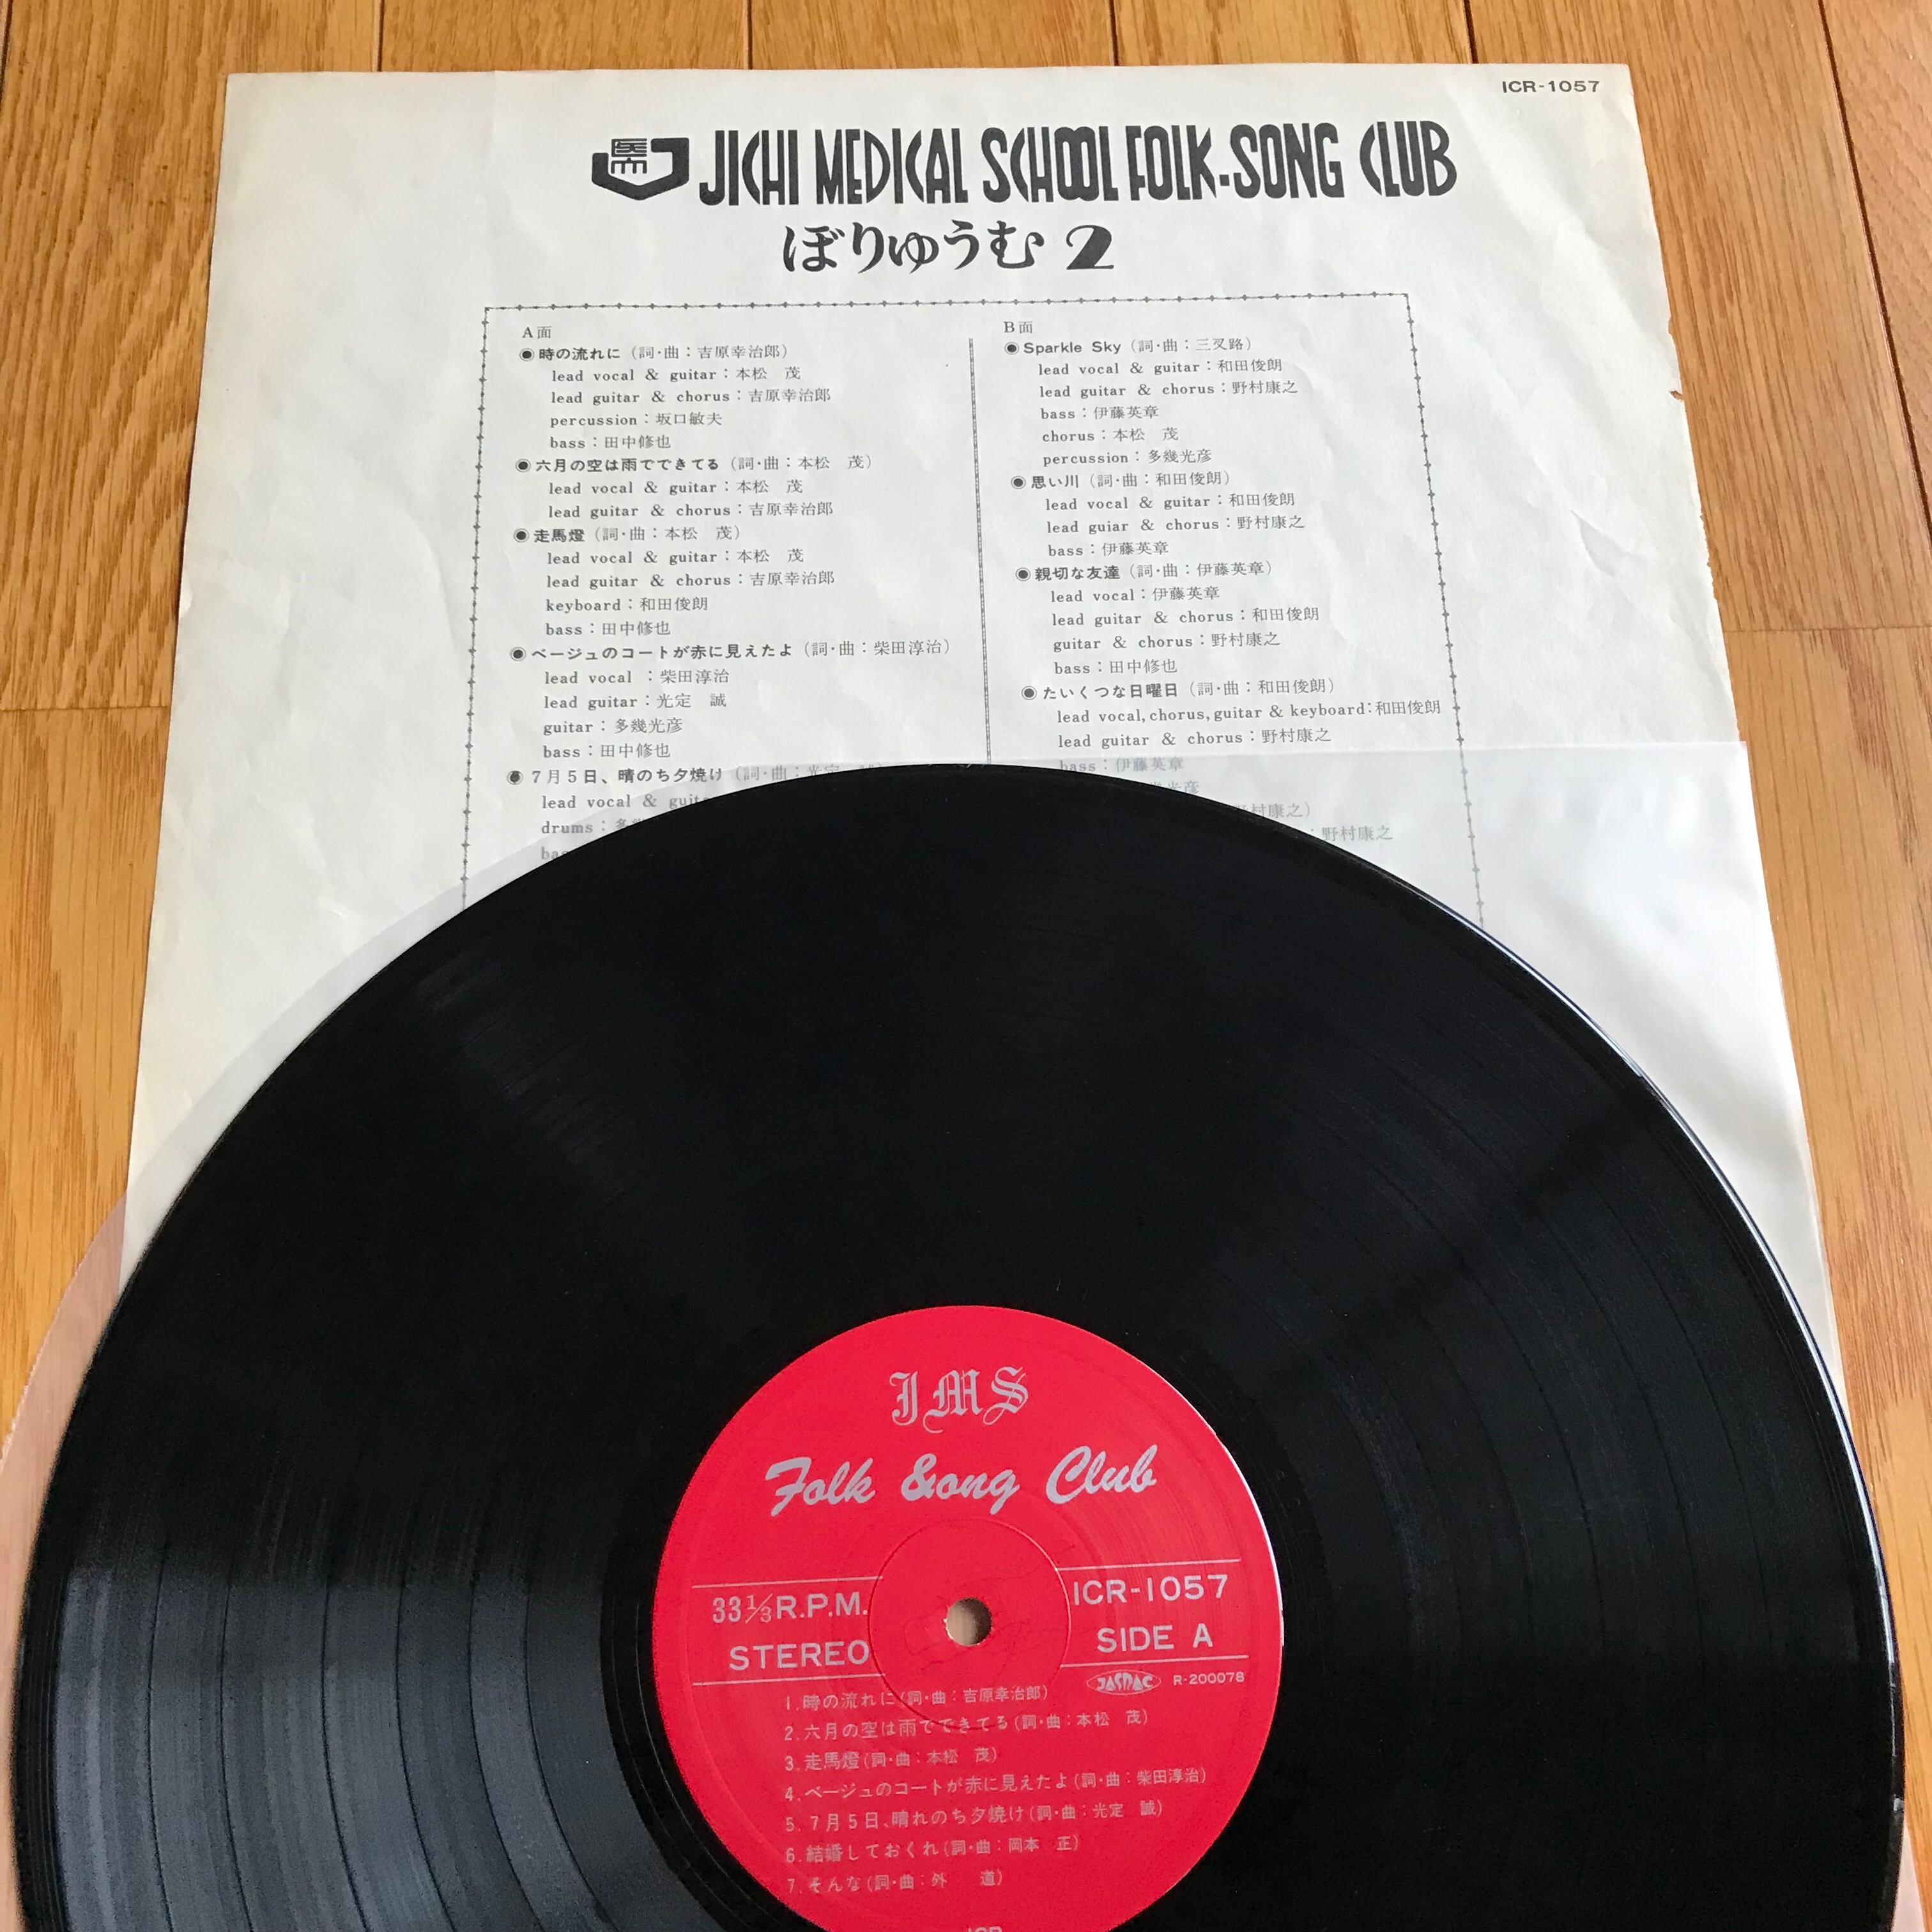 ICR-1057
JICHI MEDICAL SCHOOL FOLK-SONG CLUB
ぼりゅうむ 2
A面
◉時の流れに（詞・曲：吉原幸治郎）
lead vocal & guitar：本松 茂
lead guitar & chorus：吉原幸治郎
percussion：坂口敏夫
bass：田中修也
◉六月の空は雨でできてる（詞・曲：本松 茂）
lead vocal & guitar：本松 茂
lead guitar & chorus：吉原幸治郎
◉走馬燈（詞・曲：本松 茂）
lead vocal & guitar：本松 茂
lead guitar & chorus：吉原幸治郎
keyboard：和田俊朗
bass：田中修也
◉ベージュのコートが赤に見えたよ（詞・曲：柴田淳治）
lead vocal ：柴田淳治
lead guitar：光定 誠
guitar：多幾光彦
bass：田中修也
◉7月5日、晴のち夕焼け（詞・曲：光定 誠）
lead vocal &
drums：
B面
◉Sparkle Sky（詞・曲：三叉路）
lead vocal & guitar：和田俊朗
lead guitar & chorus：野村康之
bass：伊藤英章
chorus：本松 茂
percussion：多幾光彦
◉思い川（詞・曲：和田俊朗）
lead vocal & guitar：和田俊朗
lead guiar & chorus：野村康之
bass：伊藤英章
◉親切な友達（詞・曲：伊藤英章）
lead vocal：伊藤英章
lead guitar & chorus：和田俊朗
guitar & chorus：野村康之
bass：田中修也
◉たいくつな日曜日（詞・曲：和田俊朗）
lead vocal, chorus, guitar & keyboard：和田俊朗
lead guitar & chorus：野村康之
bass：伊藤英章
光彦
村康之）
：野村康之
JMS
Folk Song Club
33⅓R.P.M.
STEREO
ICR-1057
SIDE A
JASRAC R-200078
1.時の流れに(詞・曲：吉原幸治郎)
2.六月の空は雨でできてる(詞・曲：本松 茂)
3.走馬燈(詞・曲：本松 茂)
4.ベージュのコートが赤に見えたよ(詞・曲：柴田淳治)
5.7月5日、晴れのち夕焼け(詞・曲：光定 誠)
6.結婚しておくれ(詞・曲：岡本 正)
7.そんな(詞・曲：外 道)
ICR